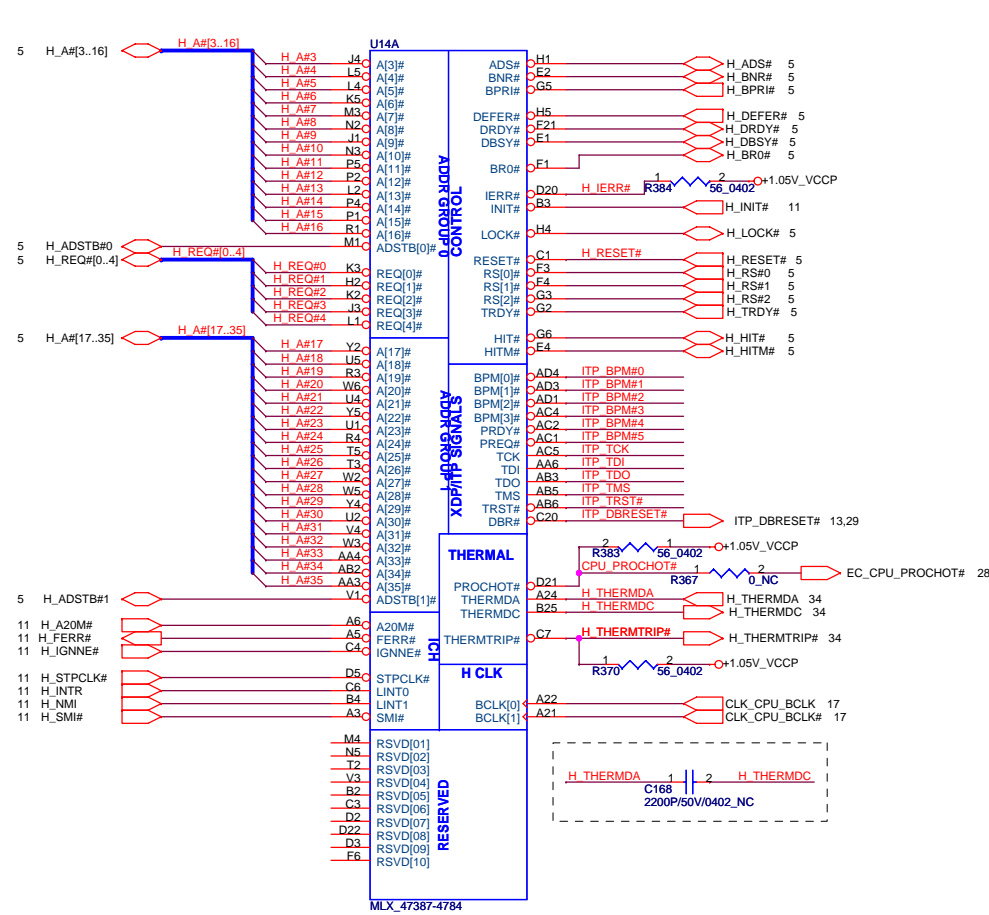 U14A
5 H_A#[3..16] H_A#[3..16]
H_A#3 J4 A[3]# ADS# H1 H_ADS# 5
H_A#4 L5 A[4]# BNR# E2 H_BNR# 5
H_A#5 L4 A[5]# BPRI# G5 H_BPRI# 5
H_A#6 K5 A[6]#
H_A#7 M3 A[7]# DEFER# H5 H_DEFER# 5
H_A#8 N2 A[8]# DRDY# F21 H_DRDY# 5
H_A#9 J1 A[9]# DBSY# E1 H_DBSY# 5
H_A#10 N3 A[10]# H_BR0# 5
H_A#11 P5 A[11]# BR0# F1
H_A#12 P2 A[12]# 1 2 +1.05V_VCCP
R384 56_0402
H_A#13 L2 A[13]# IERR# D20 H_IERR#
H_A#14 P4 A[14]# INIT# B3 H_INIT# 11
H_A#15 P1 A[15]#
H_A#16 R1 A[16]# LOCK# H4 H_LOCK# 5
ADDR GROUP 0
CONTROL
5 H_ADSTB#0 M1 ADSTB[0]#
5 H_REQ#[0..4] H_REQ#[0..4] RESET# C1 H_RESET# H_RESET# 5
H_REQ#0 K3 REQ[0]# RS[0]# F3 H_RS#0 5
H_REQ#1 H2 REQ[1]# RS[1]# F4 H_RS#1 5
H_REQ#2 K2 REQ[2]# RS[2]# G3 H_RS#2 5
H_REQ#3 J3 REQ[3]# TRDY# G2 H_TRDY# 5
H_REQ#4 L1 REQ[4]#
5 H_A#[17..35] H_A#[17..35] HIT# G6 H_HIT# 5
H_A#17 Y2 A[17]# HITM# E4 H_HITM# 5
H_A#18 U5 A[18]#
H_A#19 R3 A[19]# BPM[0]# AD4 ITP_BPM#0
H_A#20 W6 A[20]# BPM[1]# AD3 ITP_BPM#1
H_A#21 U4 A[21]# BPM[2]# AD1 ITP_BPM#2
H_A#22 Y5 A[22]# BPM[3]# AC4 ITP_BPM#3
H_A#23 U1 A[23]# PRDY# AC2 ITP_BPM#4
H_A#24 R4 A[24]# PREQ# AC1 ITP_BPM#5
H_A#25 T5 A[25]# TCK AC5 ITP_TCK
H_A#26 T3 A[26]# TDI AA6 ITP_TDI
H_A#27 W2 A[27]# TDO AB3 ITP_TDO
H_A#28 W5 A[28]# TMS AB5 ITP_TMS
H_A#29 Y4 A[29]# TRST# AB6 ITP_TRST#
H_A#30 U2 A[30]# DBR# C20 ITP_DBRESET# ITP_DBRESET# 13,29
H_A#31 V4 A[31]#
H_A#32 W3 A[32]#
H_A#33 AA4 A[33]#
H_A#34 AB2 A[34]#
H_A#35 AA3 A[35]#
ADDR GROUP 1
XDP/ITP SIGNALS
THERMAL
2 1 +1.05V_VCCP
R383 56_0402
CPU_PROCHOT# 1 2 EC_CPU_PROCHOT# 28
R367 0_NC
PROCHOT# D21
5 H_ADSTB#1 V1 ADSTB[1]# THERMDA A24 H_THERMDA H_THERMDA 34
THERMDC B25 H_THERMDC H_THERMDC 34
11 H_A20M# A6 A20M#
11 H_FERR# A5 FERR# THERMTRIP# C7 H_THERMTRIP# H_THERMTRIP# 34
11 H_IGNNE# C4 IGNNE#
ICH
1 2 +1.05V_VCCP
R370 56_0402
H CLK
11 H_STPCLK# D5 STPCLK#
11 H_INTR C6 LINT0
11 H_NMI B4 LINT1 BCLK[0] A22 CLK_CPU_BCLK 17
11 H_SMI# A3 SMI# BCLK[1] A21 CLK_CPU_BCLK# 17
M4 RSVD[01]
N5 RSVD[02]
T2 RSVD[03]
V3 RSVD[04]
B2 RSVD[05]
C3 RSVD[06]
D2 RSVD[07]
D22 RSVD[08]
D3 RSVD[09]
F6 RSVD[10]
RESERVED
H_THERMDA 1 2 H_THERMDC
C168
2200P/50V/0402_NC
MLX_47387-4784